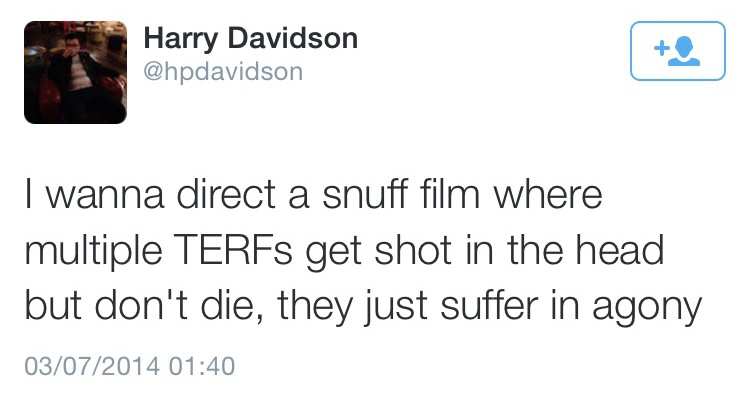 Harry Davidson
@hpdavidson
I wanna direct a snuff film where
multiple TERFs get shot in the head
but don't die, they just suffer in agony
03/07/2014 01:40